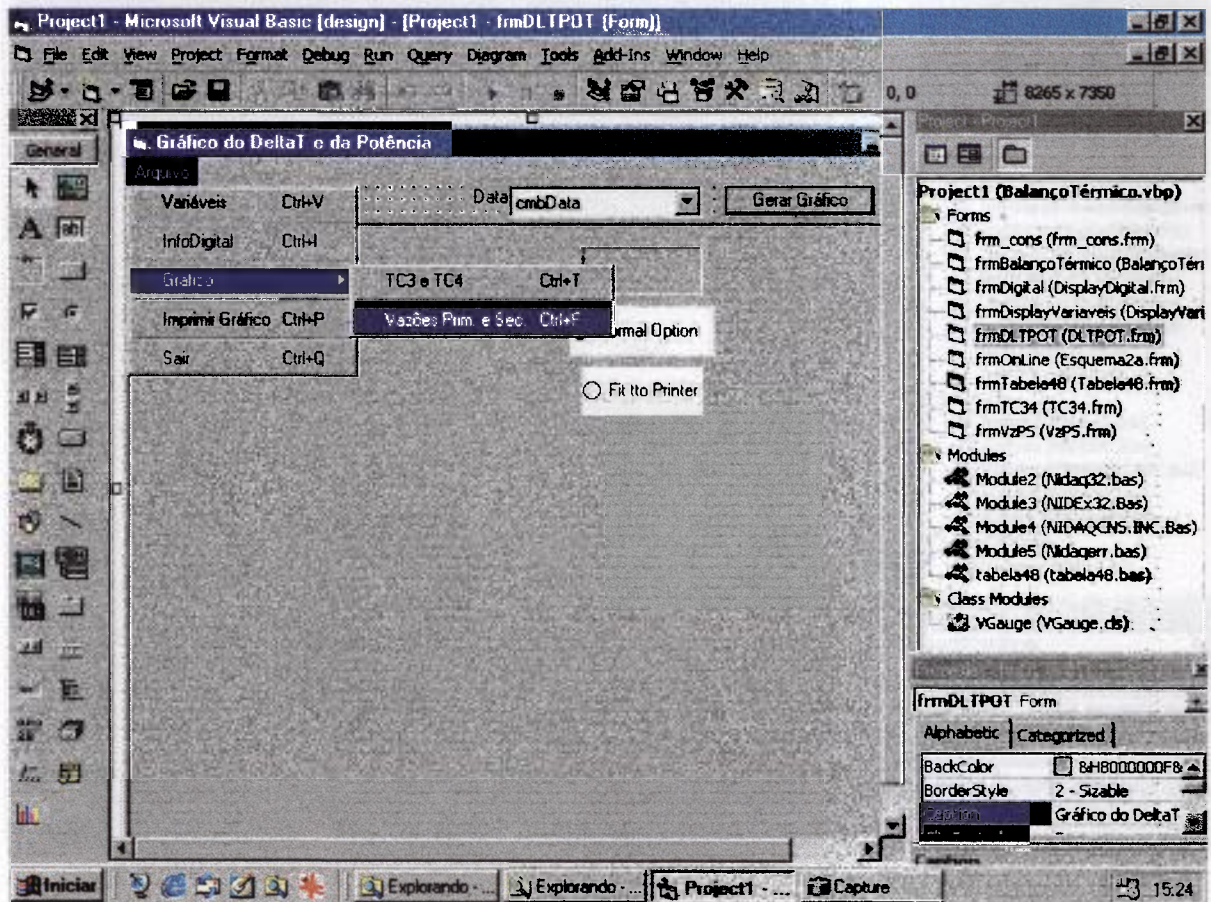 Project1 - Microsoft Visual Basic [design] - [Project1 - frmDLTPOT (Form)]
File Edit View Project Format Debug Run Query Diagram Tools Add-Ins Window Help
0, 0 8265 x 7350
General
Project - Project1
Gráfico do DeltaT e da Potência
Arquivo
Variáveis Ctrl+V
InfoDigital Ctrl+I
Gráfico
Imprimir Gráfico Ctrl+P
Sair Ctrl+Q
TC3 e TC4 Ctrl+T
Vazões Prim. e Sec. Ctrl+F
Data cmbData Gerar Gráfico
rmal Option
Fit tto Printer
Project1 (BalançoTérmico.vbp)
Forms
frm_cons (frm_cons.frm)
frmBalançoTérmico (BalançoTéri
frmDigital (DisplayDigital.frm)
frmDisplayVariaveis (DisplayVari
frmDLTPOT (DLTPOT.frm)
frmOnLine (Esquema2a.frm)
frmTabela48 (Tabela48.frm)
frmTC34 (TC34.frm)
frmVzPS (VzPS.frm)
Modules
Module2 (Nidaq32.bas)
Module3 (NIDEx32.Bas)
Module4 (NIDAQCNS.INC.Bas)
Module5 (Nidaqerr.bas)
tabela48 (tabela48.bas)
Class Modules
VGauge (VGauge.cls)
frmDLTPOT Form
Alphabetic Categorized
BackColor &H8000000F&
BorderStyle 2 - Sizable
Caption Gráfico do DeltaT
Caption
Iniciar Explorando - ... Explorando - ... Project1 - ... Capture 15:24